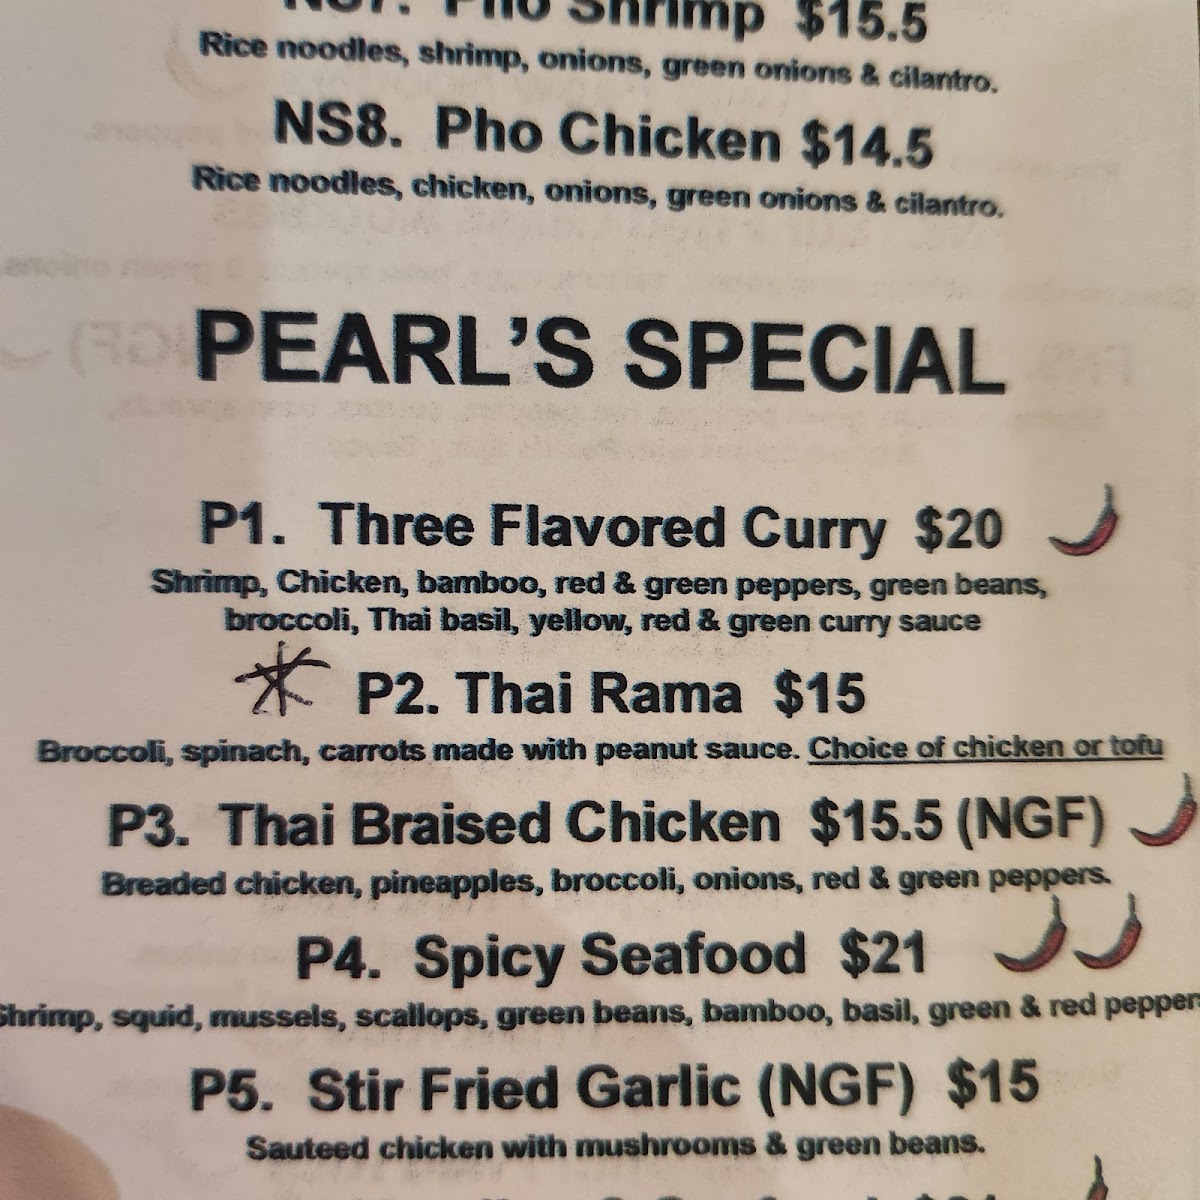 Pho Shrimp $15.5
Rice noodles, shrimp, onions, green onions & cilantro.
NS8. Pho Chicken $14.5
Rice noodles, chicken, onions, green onions & cilantro.
PEARL'S SPECIAL
P1. Three Flavored Curry $20
Shrimp, Chicken, bamboo, red & green peppers, green beans,
broccoli, Thai basil, yellow, red & green curry sauce
P2. Thai Rama $15
Broccoli, spinach, carrots made with peanut sauce. Choice of chicken or tofu
P3. Thai Braised Chicken $15.5 (NGF)
Breaded chicken, pineapples, broccoli, onions, red & green peppers.
P4. Spicy Seafood $21
Shrimp, squid, mussels, scallops, green beans, bamboo, basil, green & red pepper
P5. Stir Fried Garlic (NGF) $15
Sauteed chicken with mushrooms & green beans.